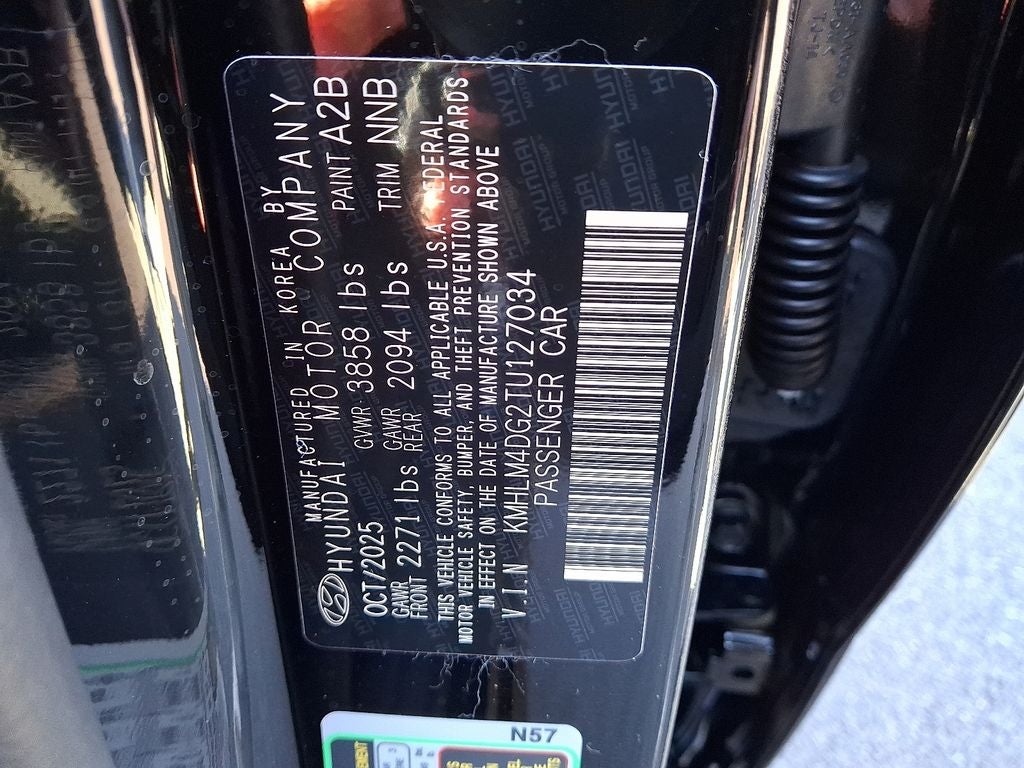 MANUFACTURED IN KOREA BY
HYUNDAI MOTOR COMPANY
OCT/2025 GVWR 3858 lbs PAINT A2B
GAWR FRONT 2271 lbs GAWR REAR 2094 lbs TRIM NNB
THIS VEHICLE CONFORMS TO ALL APPLICABLE U.S.A. FEDERAL
MOTOR VEHICLE SAFETY, BUMPER, AND THEFT PREVENTION STANDARDS
IN EFFECT ON THE DATE OF MANUFACTURE SHOWN ABOVE
V.I.N KMHLM4DG2TU127034
PASSENGER CAR
N57